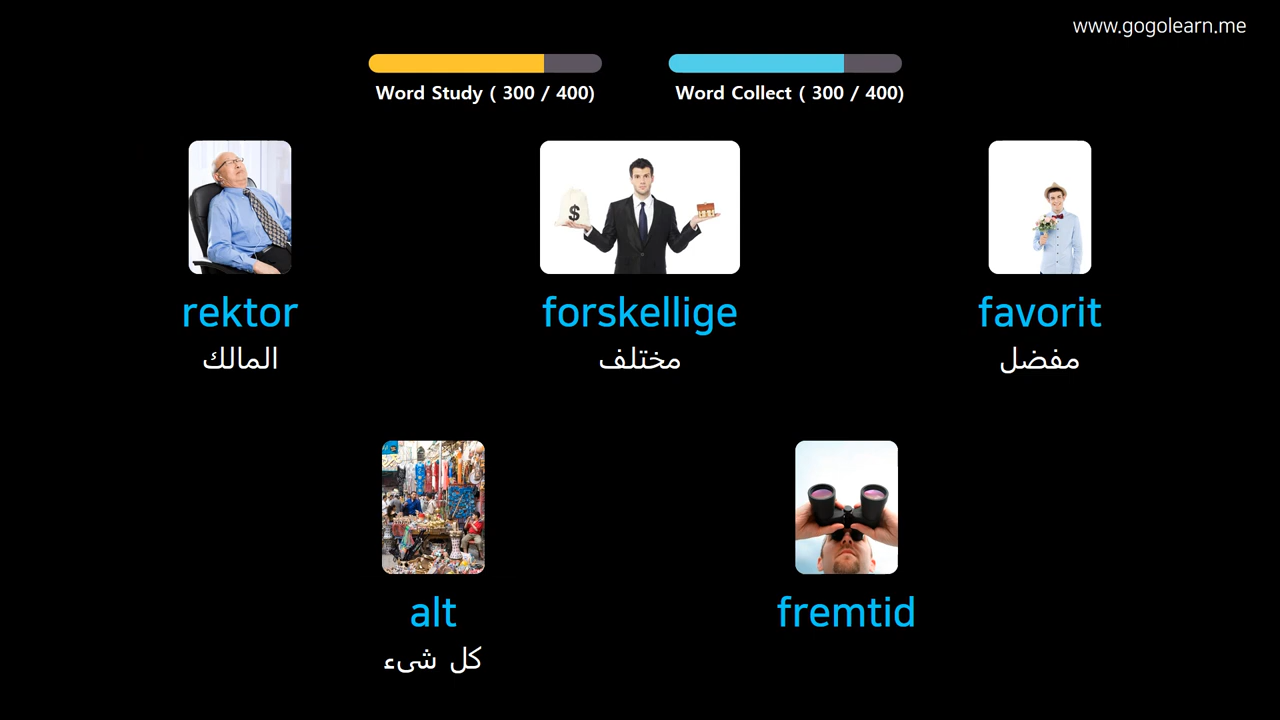 www.gogolearn.me
Word Study ( 300 / 400)
Word Collect ( 300 / 400)
rektor
المالك
forskellige
مختلف
favorit
مفضل
alt
كل شىء
fremtid